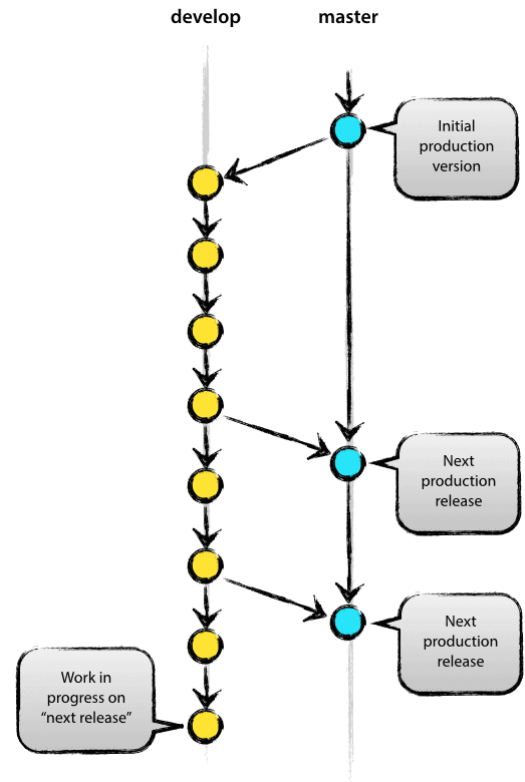 develop
master
Initial
production
version
Next
production
release
Next
production
release
Work in
progress on
“next release”